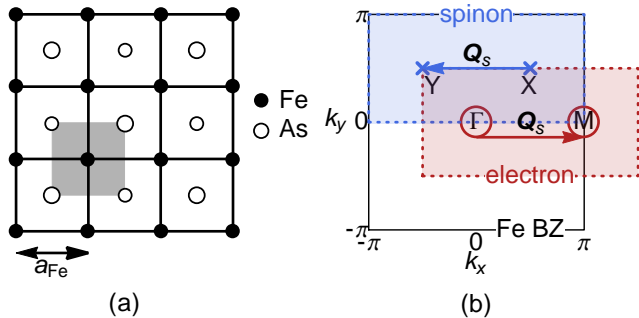 Fe
As
a_Fe
(a)
π
spinon
Q_s
Y
X
k_y
0
Γ
Q_s
M
electron
-π
Fe BZ
-π
0
π
k_x
(b)